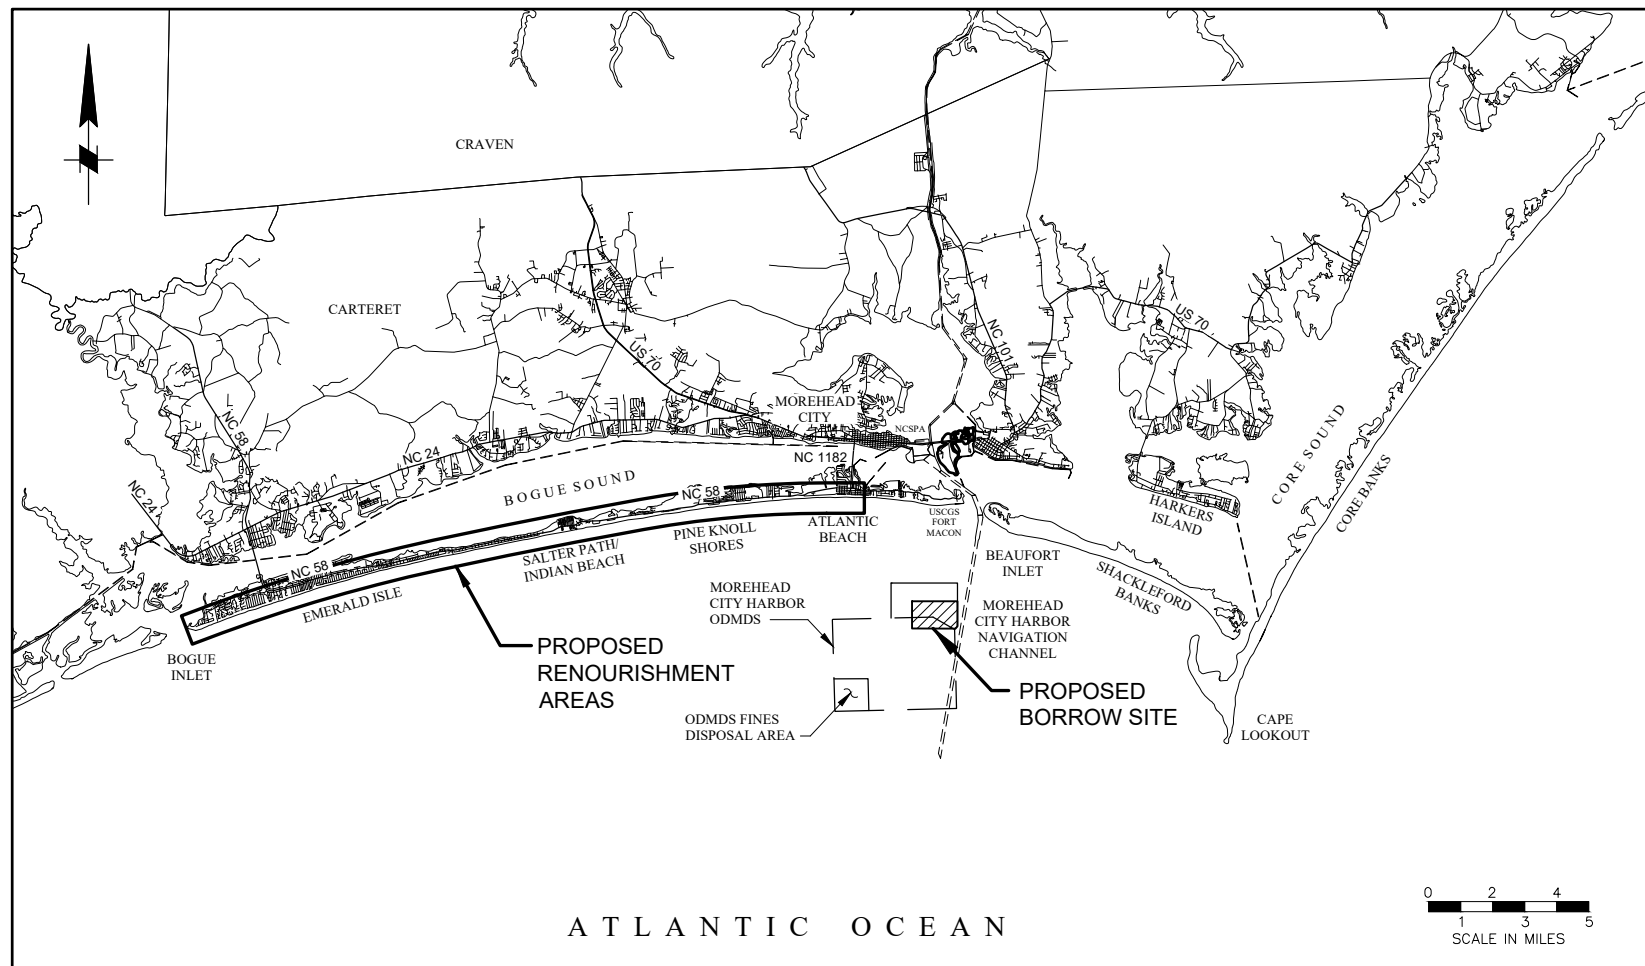 CRAVEN
CARTERET
US 70
NC 101
US 70
MOREHEAD
CITY
NCSPA
NC 58
NC 24
NC 24
NC 1182
BOGUE SOUND
NC 58
NC 58
CORE SOUND
CORE BANKS
HARKERS
ISLAND
ATLANTIC
BEACH
USCGS
FORT
MACON
PINE KNOLL
SHORES
SALTER PATH/
INDIAN BEACH
EMERALD ISLE
BEAUFORT
INLET
SHACKLEFORD
BANKS
BOGUE
INLET
PROPOSED
RENOURISHMENT
AREAS
MOREHEAD
CITY HARBOR
ODMDS
MOREHEAD
CITY HARBOR
NAVIGATION
CHANNEL
PROPOSED
BORROW SITE
ODMDS FINES
DISPOSAL AREA
CAPE
LOOKOUT
ATLANTIC OCEAN
0 2 4
1 3 5
SCALE IN MILES